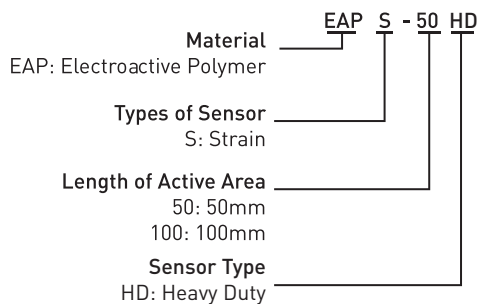 EAP S - 50 HD
Material
EAP: Electroactive Polymer
Types of Sensor
S: Strain
Length of Active Area
50: 50mm
100: 100mm
Sensor Type
HD: Heavy Duty